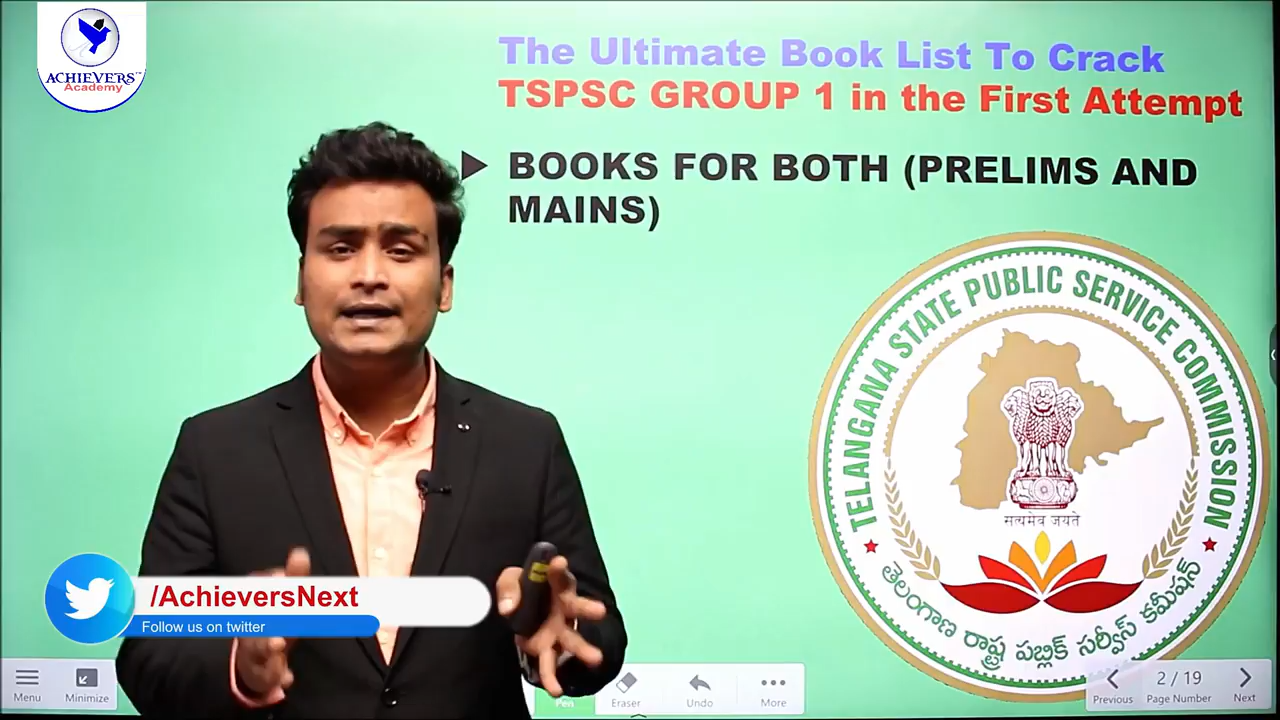 ACHIEVERS™
Academy
The Ultimate Book List To Crack
TSPSC GROUP 1 in the First Attempt
BOOKS FOR BOTH (PRELIMS AND
MAINS)
TELANGANA STATE PUBLIC SERVICE COMMISSION
सत्यमेव जयते
తెలంగాణ రాష్ట్ర పబ్లిక్ సర్వీస్ కమీషన్
/AchieversNext
Follow us on twitter
Menu
Minimize
Pen
Eraser
Undo
More
Previous
2 / 19
Page Number
Next